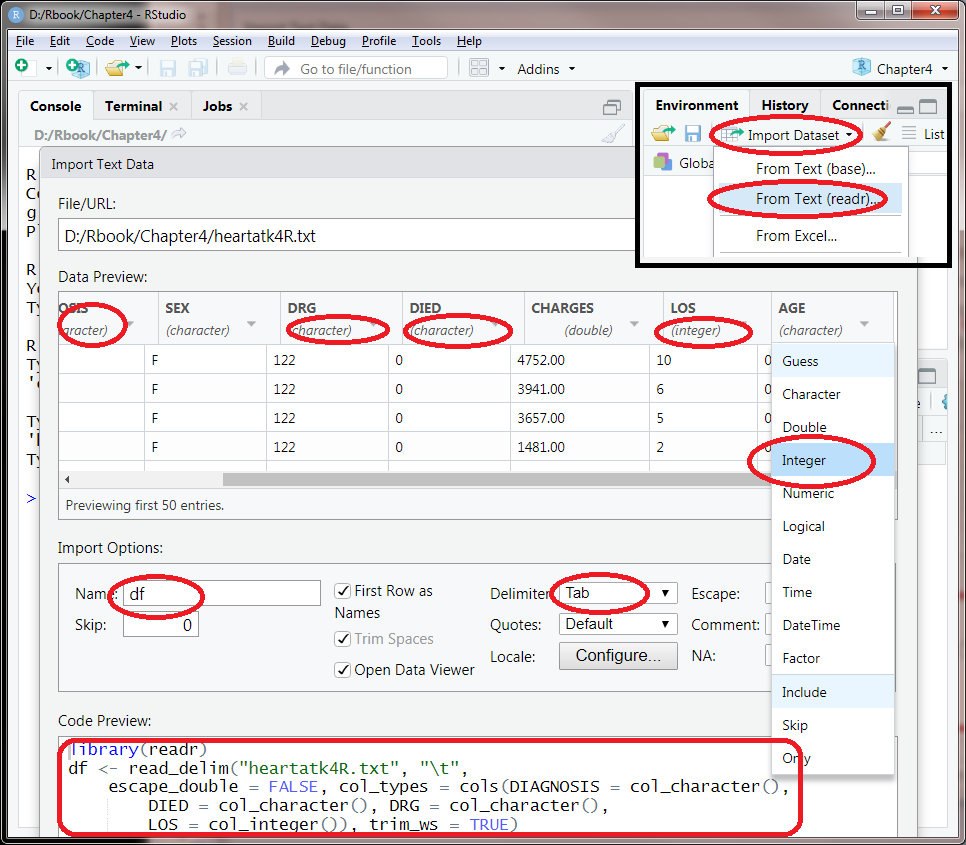 D:/Rbook/Chapter4 - RStudio
File Edit Code View Plots Session Build Debug Profile Tools Help
Go to file/function Addins Chapter4
Console Terminal Jobs
D:/Rbook/Chapter4/
Environment History Connecti
Import Dataset List
Globa
From Text (base)...
From Text (readr)...
From Excel...
Import Text Data
File/URL:
D:/Rbook/Chapter4/heartatk4R.txt
Data Preview:
OSIS SEX DRG DIED CHARGES LOS AGE
aracter) (character) (character) (character) (double) (integer) (character)
F 122 0 4752.00 10 0
F 122 0 3941.00 6 0
F 122 0 3657.00 5 0
F 122 0 1481.00 2 0
Guess
Character
Double
Integer
Numeric
Logical
Date
Time
DateTime
Factor
Include
Skip
Only
Previewing first 50 entries.
Import Options:
Name: df First Row as Names Delimiter Tab Escape:
Skip: 0 Trim Spaces Quotes: Default Comment:
Open Data Viewer Locale: Configure... NA:
Code Preview:
library(readr)
df <- read_delim("heartatk4R.txt", "\t",
escape_double = FALSE, col_types = cols(DIAGNOSIS = col_character(),
DIED = col_character(), DRG = col_character(),
LOS = col_integer()), trim_ws = TRUE)
R
Co
g
P
R
Yo
Ty
R
Ty
Ty
Ty
>